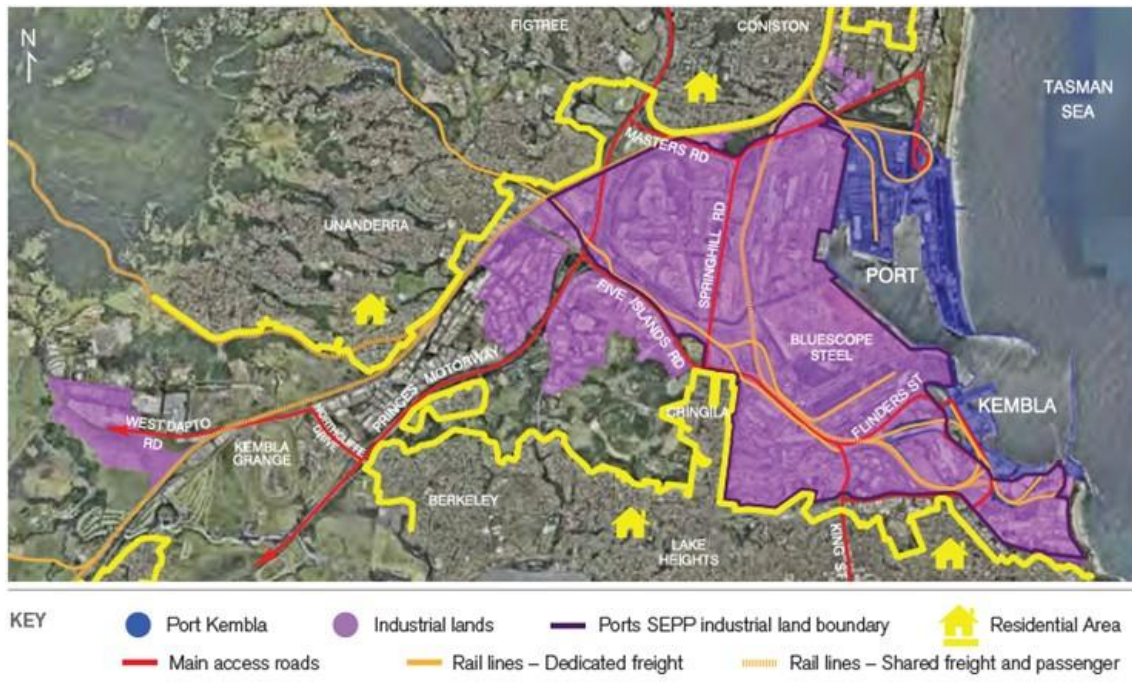 FIGTREE
CONISTON
N
TASMAN
SEA
MASTERS RD
UNANDERRA
SPRINGHILL RD
PORT
FIVE ISLANDS RD
BLUESCOPE
STEEL
PRINCES MOTORWAY
FLINDERS ST
KEMBLA
CRINGILA
WEST DAPTO
RD
NORTHCLIFFE
DRIVE
KEMBLA
GRANGE
BERKELEY
LAKE
HEIGHTS
KING ST
KEY
Port Kembla
Industrial lands
Ports SEPP industrial land boundary
Residential Area
Main access roads
Rail lines – Dedicated freight
Rail lines – Shared freight and passenger